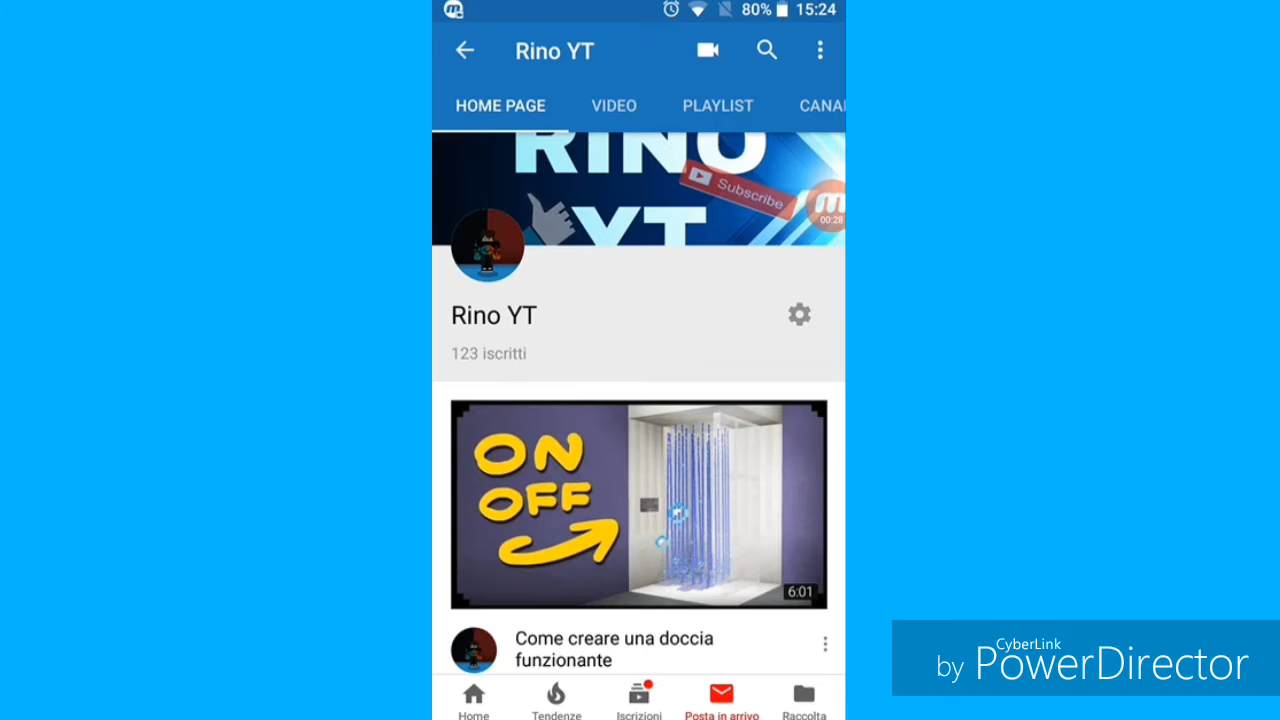 80% 15:24
Rino YT
HOME PAGE VIDEO PLAYLIST CANA
RINO
Subscribe
YT
00:28
Rino YT
123 iscritti
ON
OFF
6:01
Come creare una doccia
funzionante
Home Tendenze Iscrizioni Posta in arrivo Raccolta
CyberLink
by PowerDirector